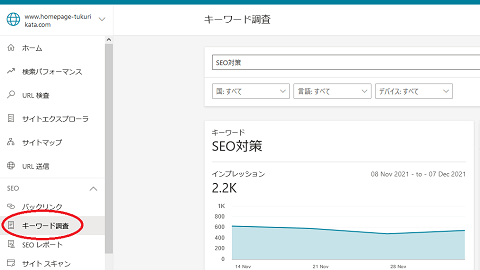 www.homepage-tukuri
kata.com
ホーム
検索パフォーマンス
URL 検査
サイトエクスプローラ
サイトマップ
URL 送信
SEO
バックリンク
キーワード調査
SEO レポート
サイト スキャン
キーワード調査
SEO対策
国: すべて
言語: すべて
デバイス: すべて
キーワード
SEO対策
インプレッション
08 Nov 2021 - to - 07 Dec 2021
2.2K
1K
800
600
400
200
0
14 Nov
21 Nov
28 Nov